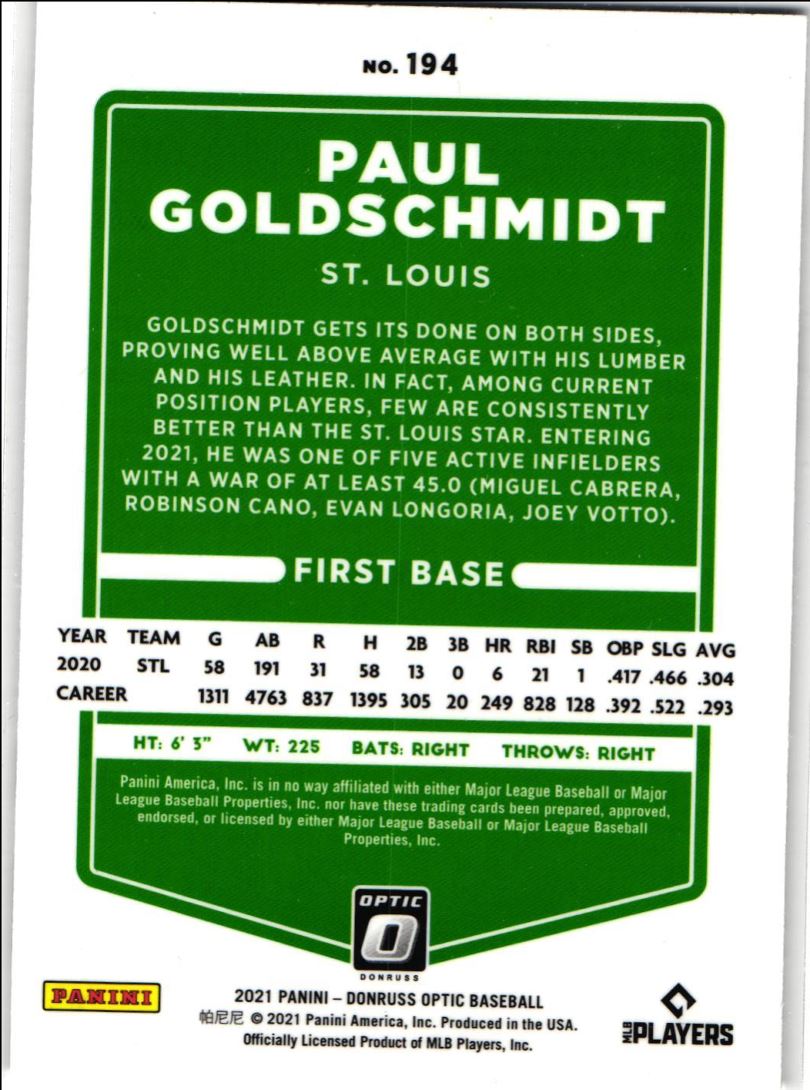 NO. 194
PAUL
GOLDSCHMIDT
ST. LOUIS
GOLDSCHMIDT GETS ITS DONE ON BOTH SIDES,
PROVING WELL ABOVE AVERAGE WITH HIS LUMBER
AND HIS LEATHER. IN FACT, AMONG CURRENT
POSITION PLAYERS, FEW ARE CONSISTENTLY
BETTER THAN THE ST. LOUIS STAR. ENTERING
2021, HE WAS ONE OF FIVE ACTIVE INFIELDERS
WITH A WAR OF AT LEAST 45.0 (MIGUEL CABRERA,
ROBINSON CANO, EVAN LONGORIA, JOEY VOTTO).
FIRST BASE
YEAR TEAM G AB R H 2B 3B HR RBI SB OBP SLG AVG
2020 STL 58 191 31 58 13 0 6 21 1 .417 .466 .304
CAREER 1311 4763 837 1395 305 20 249 828 128 .392 .522 .293
HT: 6' 3" WT: 225 BATS: RIGHT THROWS: RIGHT
Panini America, Inc. is in no way affiliated with either Major League Baseball or Major
League Baseball Properties, Inc. nor have these trading cards been prepared, approved,
endorsed, or licensed by either Major League Baseball or Major League Baseball
Properties, Inc.
OPTIC
O
DONRUSS
PANINI
2021 PANINI – DONRUSS OPTIC BASEBALL
帕尼尼 © 2021 Panini America, Inc. Produced in the USA.
Officially Licensed Product of MLB Players, Inc.
MLB PLAYERS